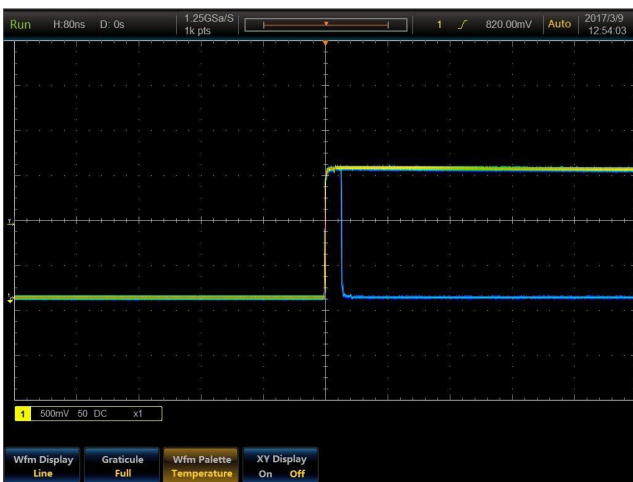 Run H:80ns D: 0s 1.25GSa/S 1k pts 1 820.00mV Auto 2017/3/9 12:54:03
1 500mV 50 DC x1
Wfm Display Graticule Wfm Palette XY Display
Line Full Temperature On Off